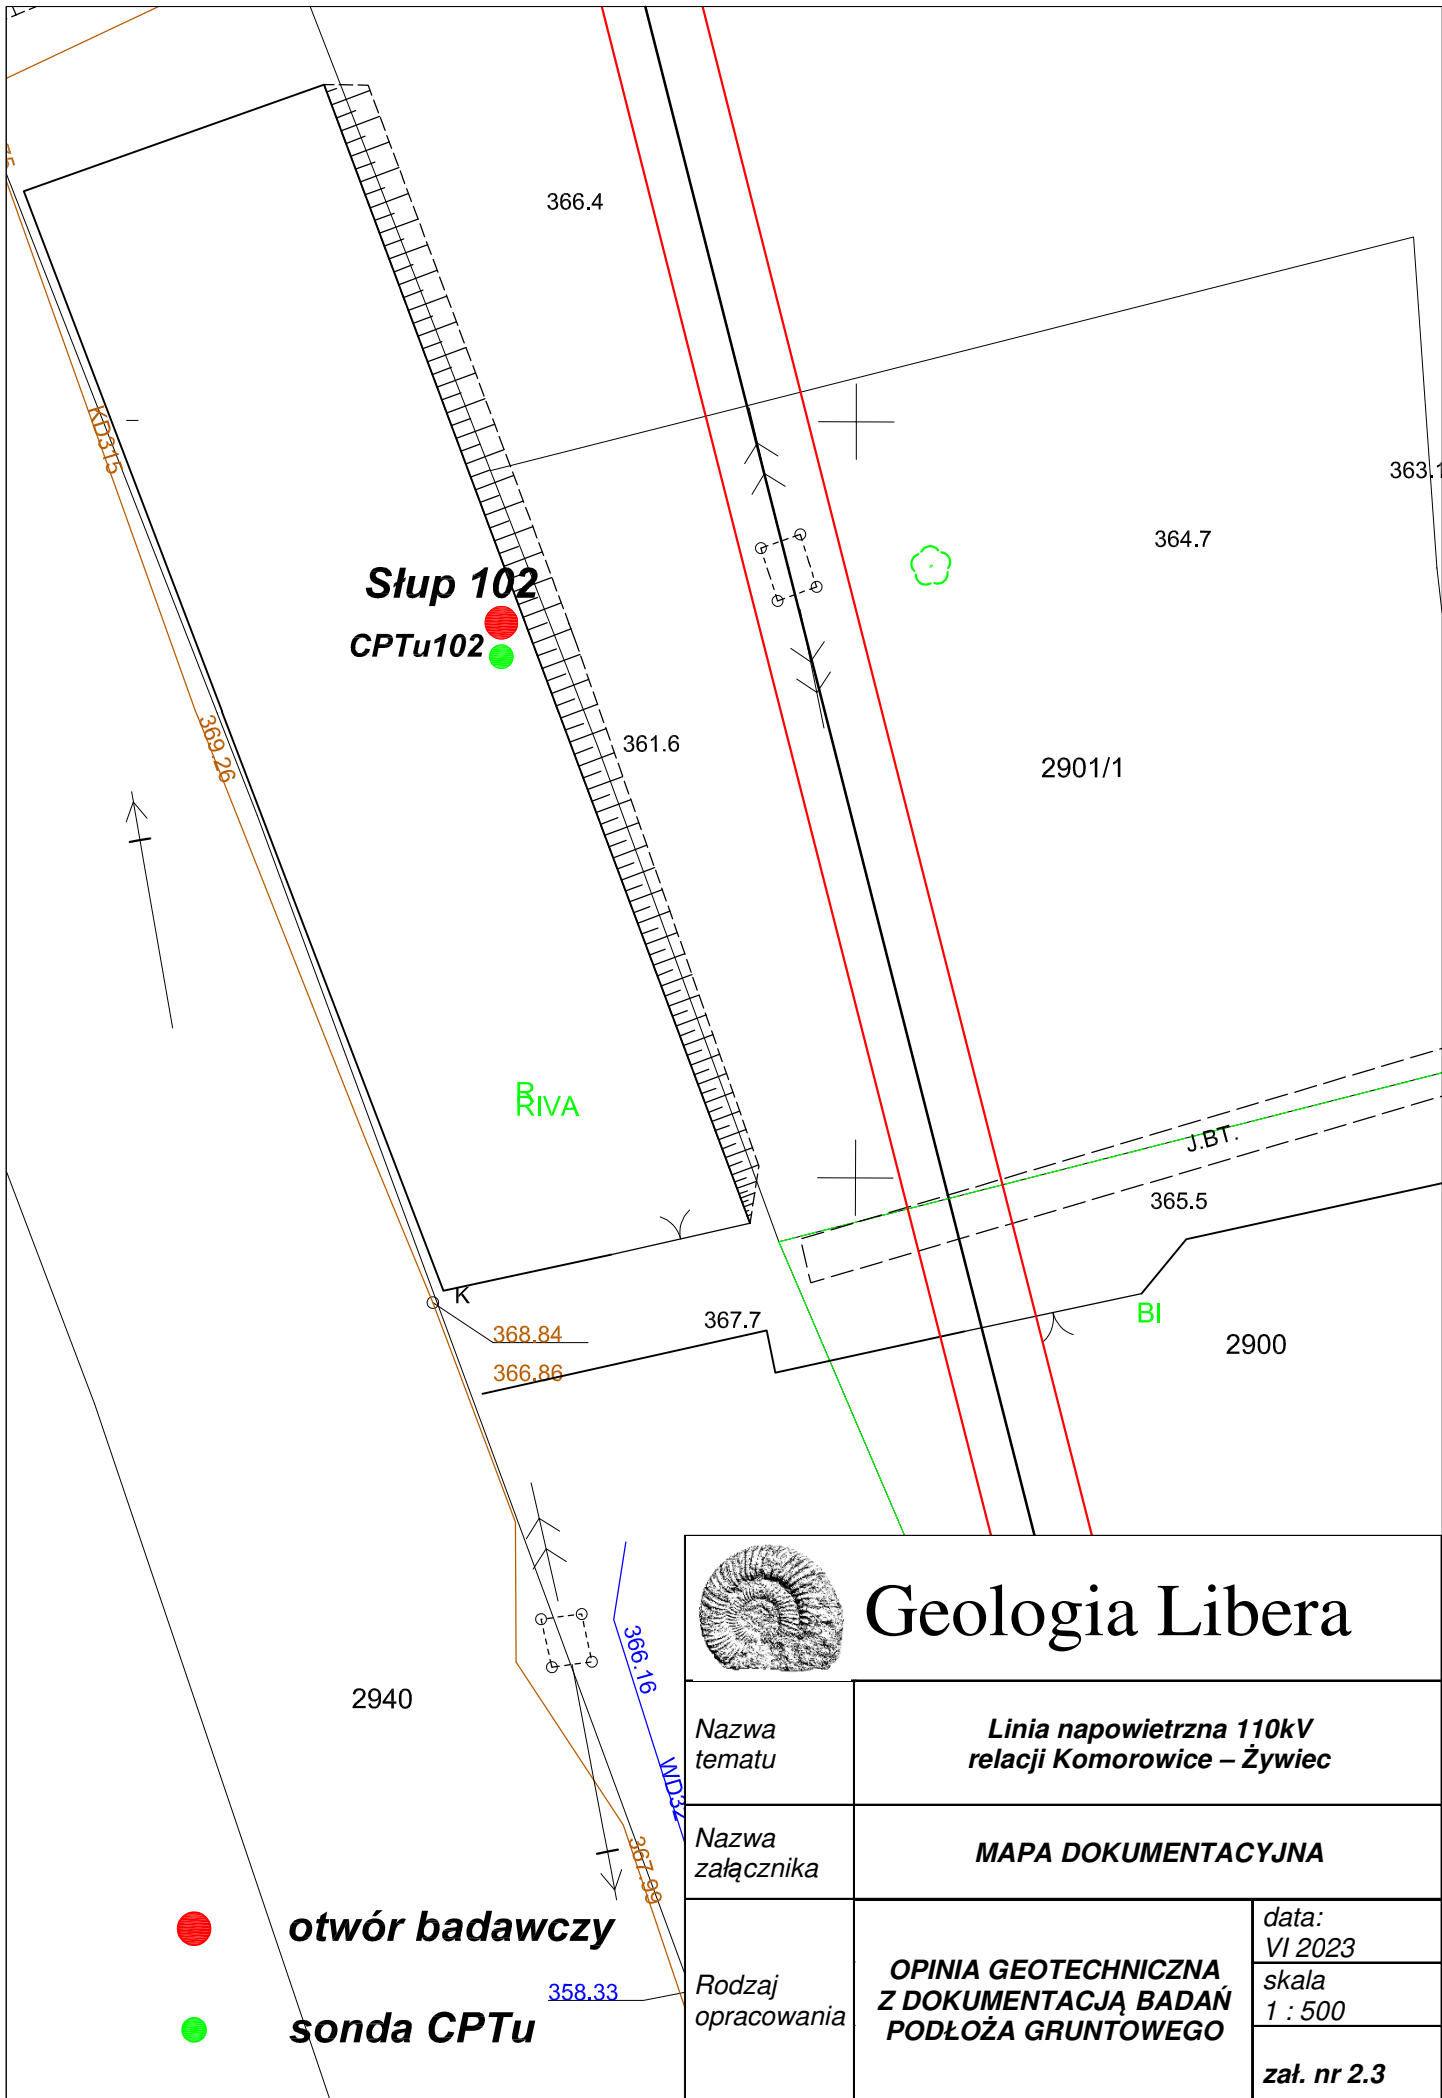 366.4
KD315
363.1
364.7
Słup 102
CPTu102
369.26
361.6
2901/1
R
RIVA
J.BT.
365.5
K
367.7
BI
368.84
2900
366.86
366.16
2940
WD32
367.99
otwór badawczy
358.33
sonda CPTu
Geologia Libera
Nazwa
tematu
Linia napowietrzna 110kV
relacji Komorowice – Żywiec
Nazwa
załącznika
MAPA DOKUMENTACYJNA
Rodzaj
opracowania
OPINIA GEOTECHNICZNA
Z DOKUMENTACJĄ BADAŃ
PODŁOŻA GRUNTOWEGO
data:
VI 2023
skala
1 : 500
zał. nr 2.3